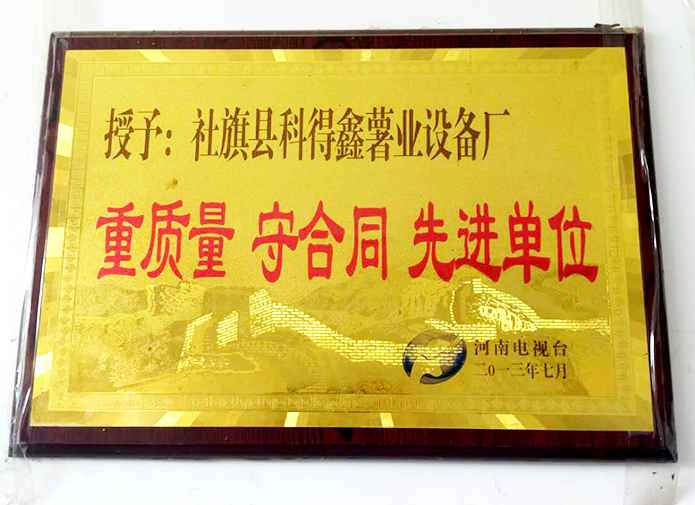 授予：社旗县科得鑫薯业设备厂
重质量 守合同 先进单位
河南电视台
二〇一三年七月